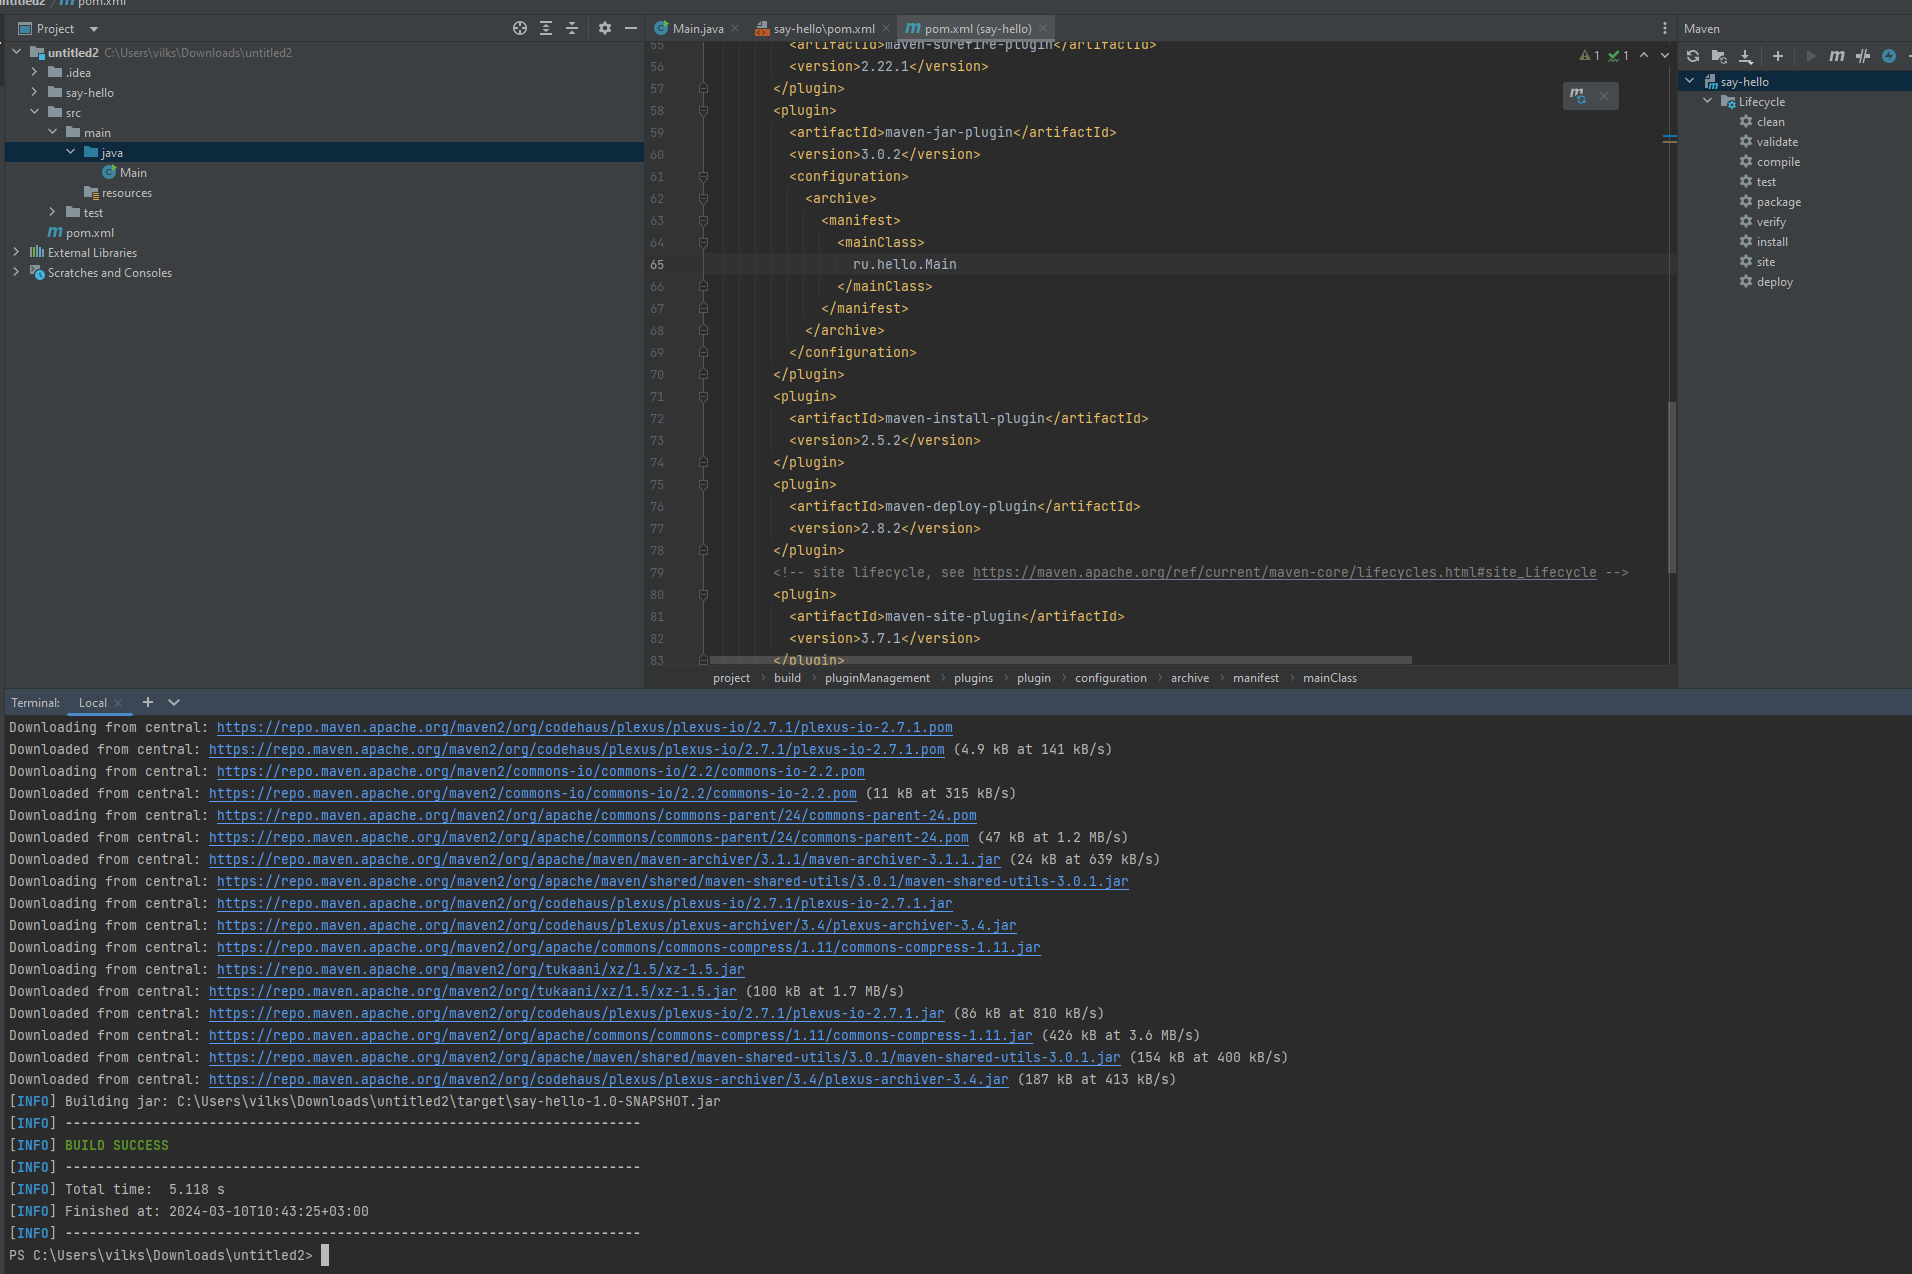 untitled2 / m pom.xml
Project
untitled2 C:\Users\vilks\Downloads\untitled2
.idea
say-hello
src
main
java
Main
resources
test
pom.xml
External Libraries
Scratches and Consoles
Main.java
say-hello\pom.xml
pom.xml (say-hello)
1 1
55 <artifactId>maven-surefire-plugin</artifactId>
56 <version>2.22.1</version>
57 </plugin>
58 <plugin>
59 <artifactId>maven-jar-plugin</artifactId>
60 <version>3.0.2</version>
61 <configuration>
62 <archive>
63 <manifest>
64 <mainClass>
65 ru.hello.Main
66 </mainClass>
67 </manifest>
68 </archive>
69 </configuration>
70 </plugin>
71 <plugin>
72 <artifactId>maven-install-plugin</artifactId>
73 <version>2.5.2</version>
74 </plugin>
75 <plugin>
76 <artifactId>maven-deploy-plugin</artifactId>
77 <version>2.8.2</version>
78 </plugin>
79 <!-- site lifecycle, see https://maven.apache.org/ref/current/maven-core/lifecycles.html#site_Lifecycle -->
80 <plugin>
81 <artifactId>maven-site-plugin</artifactId>
82 <version>3.7.1</version>
83 </plugin>
project › build › pluginManagement › plugins › plugin › configuration › archive › manifest › mainClass
Maven
say-hello
Lifecycle
clean
validate
compile
test
package
verify
install
site
deploy
Terminal: Local
Downloading from central: https://repo.maven.apache.org/maven2/org/codehaus/plexus/plexus-io/2.7.1/plexus-io-2.7.1.pom
Downloaded from central: https://repo.maven.apache.org/maven2/org/codehaus/plexus/plexus-io/2.7.1/plexus-io-2.7.1.pom (4.9 kB at 141 kB/s)
Downloading from central: https://repo.maven.apache.org/maven2/commons-io/commons-io/2.2/commons-io-2.2.pom
Downloaded from central: https://repo.maven.apache.org/maven2/commons-io/commons-io/2.2/commons-io-2.2.pom (11 kB at 315 kB/s)
Downloading from central: https://repo.maven.apache.org/maven2/org/apache/commons/commons-parent/24/commons-parent-24.pom
Downloaded from central: https://repo.maven.apache.org/maven2/org/apache/commons/commons-parent/24/commons-parent-24.pom (47 kB at 1.2 MB/s)
Downloaded from central: https://repo.maven.apache.org/maven2/org/apache/maven/maven-archiver/3.1.1/maven-archiver-3.1.1.jar (24 kB at 639 kB/s)
Downloading from central: https://repo.maven.apache.org/maven2/org/apache/maven/shared/maven-shared-utils/3.0.1/maven-shared-utils-3.0.1.jar
Downloading from central: https://repo.maven.apache.org/maven2/org/codehaus/plexus/plexus-io/2.7.1/plexus-io-2.7.1.jar
Downloading from central: https://repo.maven.apache.org/maven2/org/codehaus/plexus/plexus-archiver/3.4/plexus-archiver-3.4.jar
Downloading from central: https://repo.maven.apache.org/maven2/org/apache/commons/commons-compress/1.11/commons-compress-1.11.jar
Downloading from central: https://repo.maven.apache.org/maven2/org/tukaani/xz/1.5/xz-1.5.jar
Downloaded from central: https://repo.maven.apache.org/maven2/org/tukaani/xz/1.5/xz-1.5.jar (100 kB at 1.7 MB/s)
Downloaded from central: https://repo.maven.apache.org/maven2/org/codehaus/plexus/plexus-io/2.7.1/plexus-io-2.7.1.jar (86 kB at 810 kB/s)
Downloaded from central: https://repo.maven.apache.org/maven2/org/apache/commons/commons-compress/1.11/commons-compress-1.11.jar (426 kB at 3.6 MB/s)
Downloaded from central: https://repo.maven.apache.org/maven2/org/apache/maven/shared/maven-shared-utils/3.0.1/maven-shared-utils-3.0.1.jar (154 kB at 400 kB/s)
Downloaded from central: https://repo.maven.apache.org/maven2/org/codehaus/plexus/plexus-archiver/3.4/plexus-archiver-3.4.jar (187 kB at 413 kB/s)
[INFO] Building jar: C:\Users\vilks\Downloads\untitled2\target\say-hello-1.0-SNAPSHOT.jar
[INFO] ------------------------------------------------------------------------
[INFO] BUILD SUCCESS
[INFO] ------------------------------------------------------------------------
[INFO] Total time:  5.118 s
[INFO] Finished at: 2024-03-10T10:43:25+03:00
[INFO] ------------------------------------------------------------------------
PS C:\Users\vilks\Downloads\untitled2>